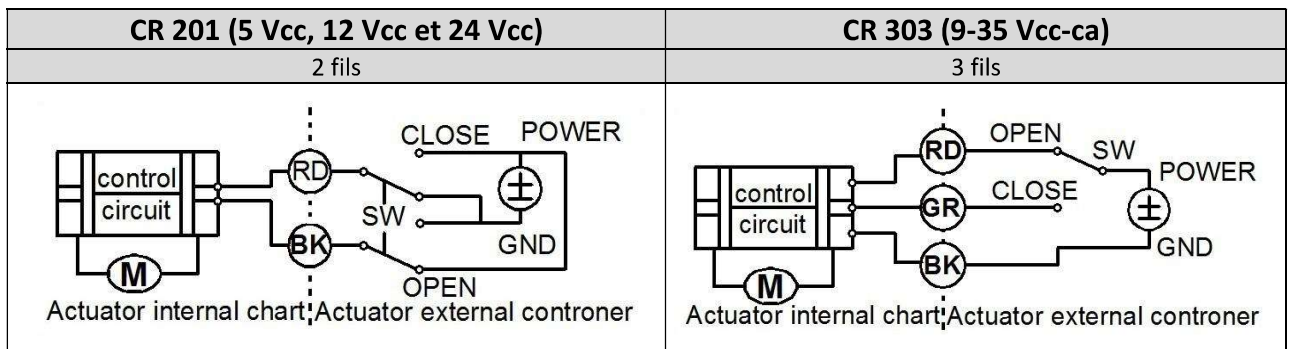 CR 201 (5 Vcc, 12 Vcc et 24 Vcc)
2 fils
CLOSE POWER
RD
control
circuit
SW
BK
GND
M
OPEN
Actuator internal chart Actuator external controner
CR 303 (9-35 Vcc-ca)
3 fils
OPEN
RD
SW
POWER
control
circuit
CLOSE
GR
GND
BK
M
Actuator internal chart Actuator external controner